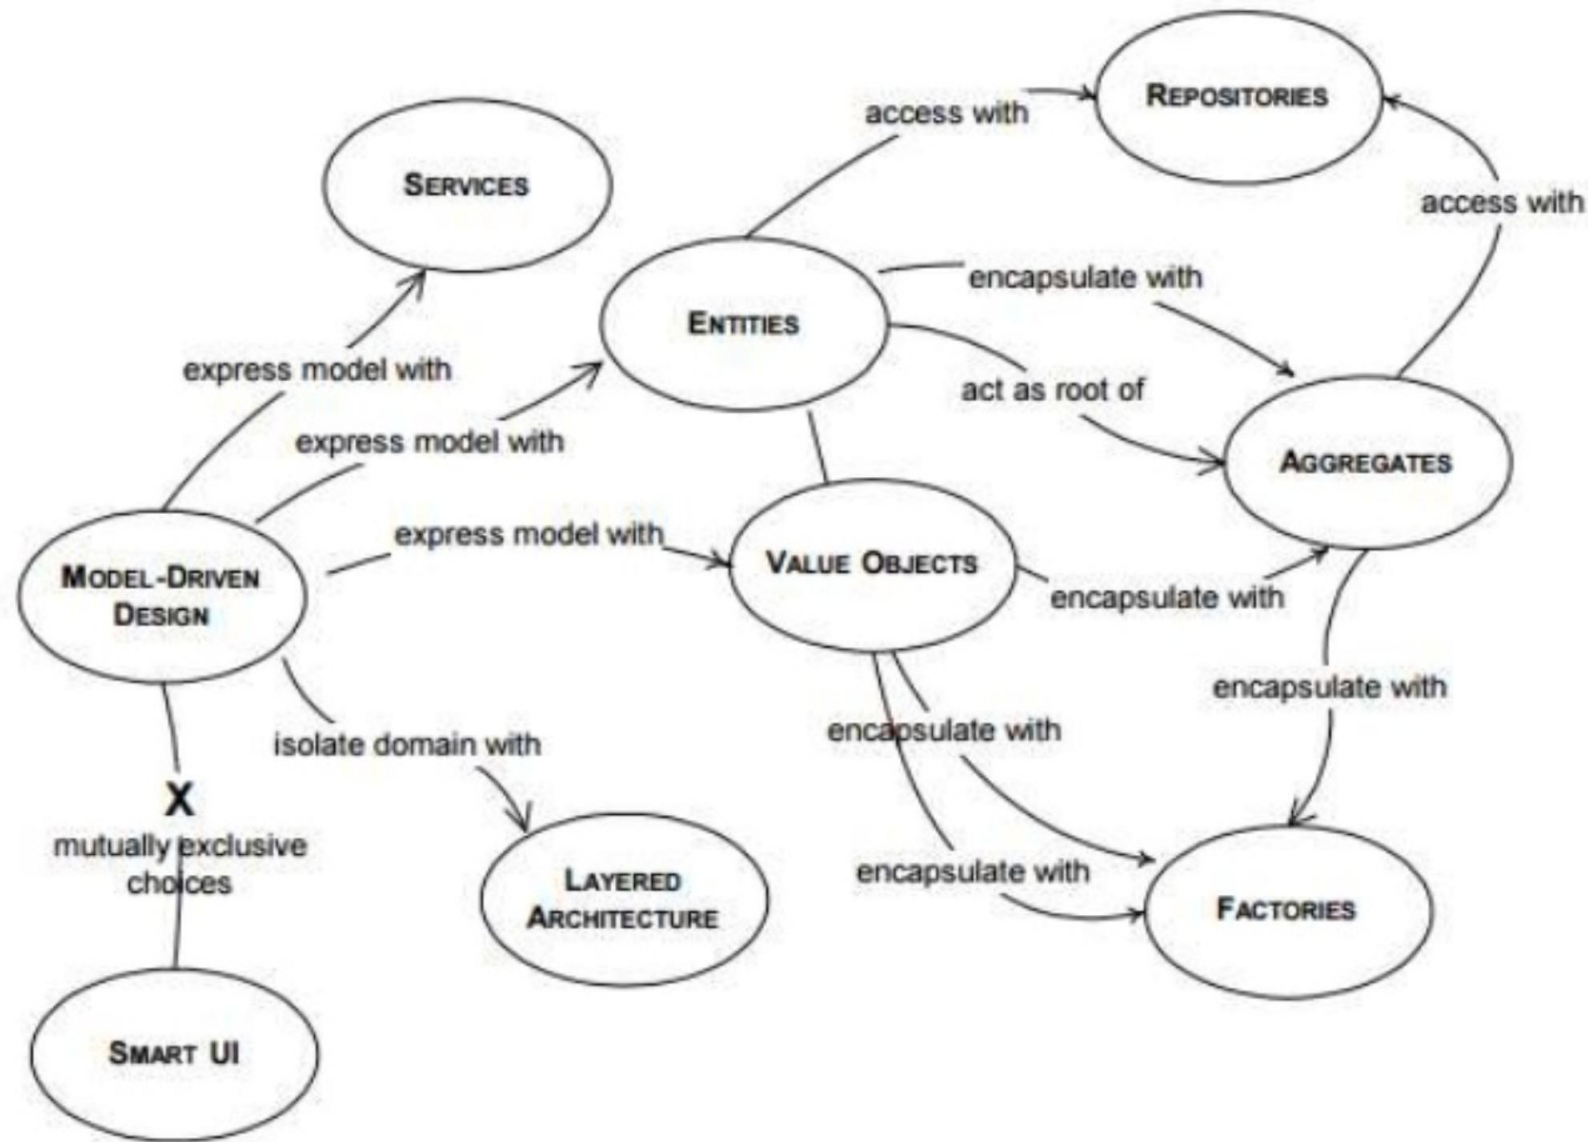 REPOSITORIES
access with
SERVICES
access with
encapsulate with
ENTITIES
express model with
act as root of
express model with
AGGREGATES
express model with
VALUE OBJECTS
MODEL-DRIVEN
DESIGN
encapsulate with
encapsulate with
encapsulate with
isolate domain with
X
mutually exclusive
choices
encapsulate with
LAYERED
ARCHITECTURE
FACTORIES
SMART UI